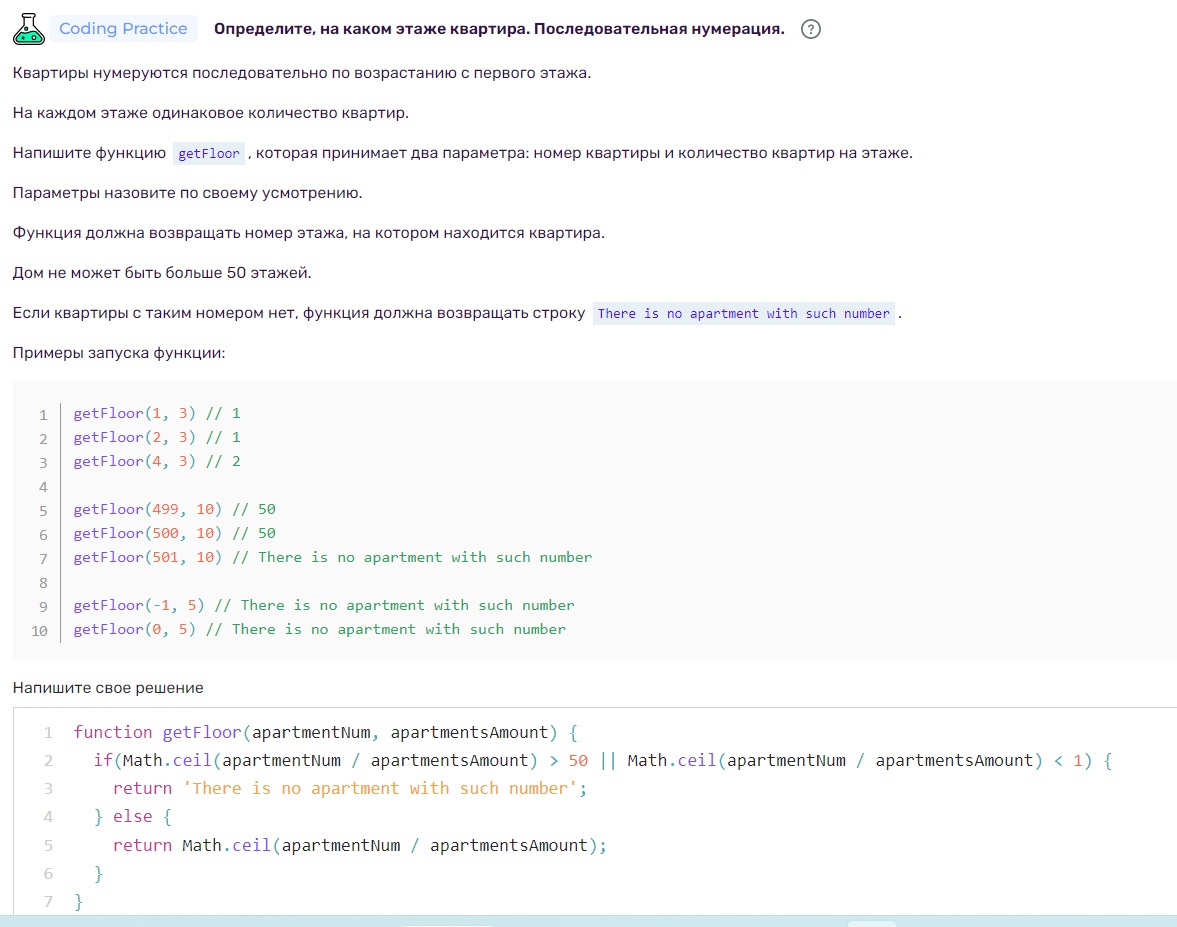 Coding Practice Определите, на каком этаже квартира. Последовательная нумерация. ?
Квартиры нумеруются последовательно по возрастанию с первого этажа.
На каждом этаже одинаковое количество квартир.
Напишите функцию getFloor , которая принимает два параметра: номер квартиры и количество квартир на этаже.
Параметры назовите по своему усмотрению.
Функция должна возвращать номер этажа, на котором находится квартира.
Дом не может быть больше 50 этажей.
Если квартиры с таким номером нет, функция должна возвращать строку There is no apartment with such number .
Примеры запуска функции:
1 getFloor(1, 3) // 1
2 getFloor(2, 3) // 1
3 getFloor(4, 3) // 2
4
5 getFloor(499, 10) // 50
6 getFloor(500, 10) // 50
7 getFloor(501, 10) // There is no apartment with such number
8
9 getFloor(-1, 5) // There is no apartment with such number
10 getFloor(0, 5) // There is no apartment with such number
Напишите свое решение
1 function getFloor(apartmentNum, apartmentsAmount) {
2 if(Math.ceil(apartmentNum / apartmentsAmount) > 50 || Math.ceil(apartmentNum / apartmentsAmount) < 1) {
3 return 'There is no apartment with such number';
4 } else {
5 return Math.ceil(apartmentNum / apartmentsAmount);
6 }
7 }